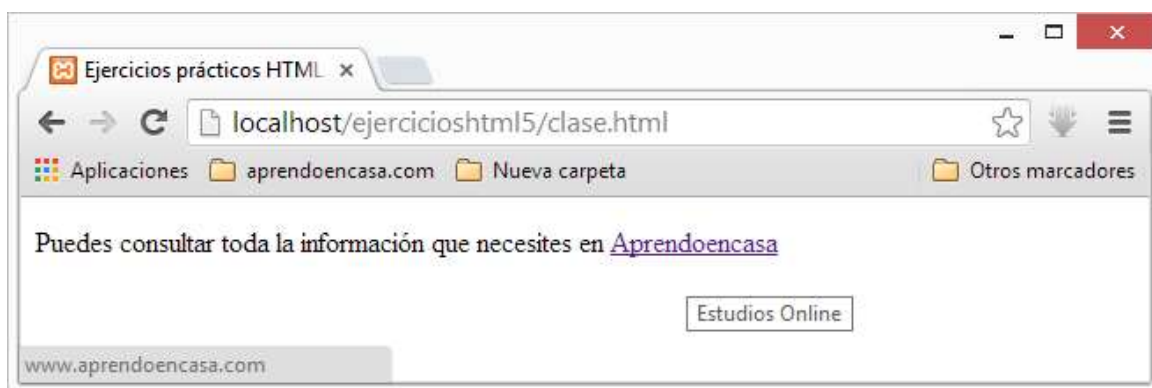 Ejercicios prácticos HTML
localhost/ejercicioshtml5/clase.html
Aplicaciones aprendoencasa.com Nueva carpeta Otros marcadores
Puedes consultar toda la información que necesites en Aprendoencasa
Estudios Online
www.aprendoencasa.com